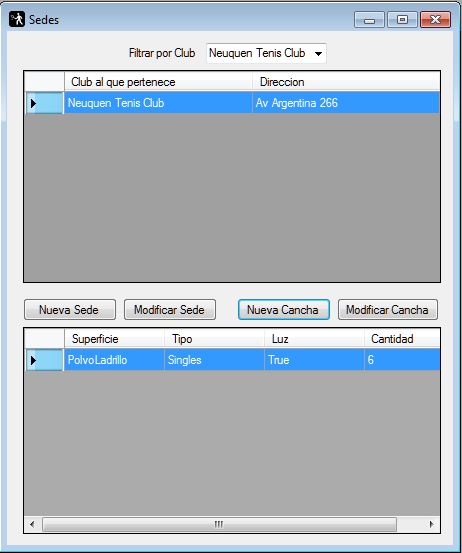 Sedes
Filtrar por Club Neuquen Tenis Club
Club al que pertenece Direccion
Neuquen Tenis Club Av Argentina 266
Nueva Sede Modificar Sede Nueva Cancha Modificar Cancha
Superficie Tipo Luz Cantidad
PolvoLadrillo Singles True 6